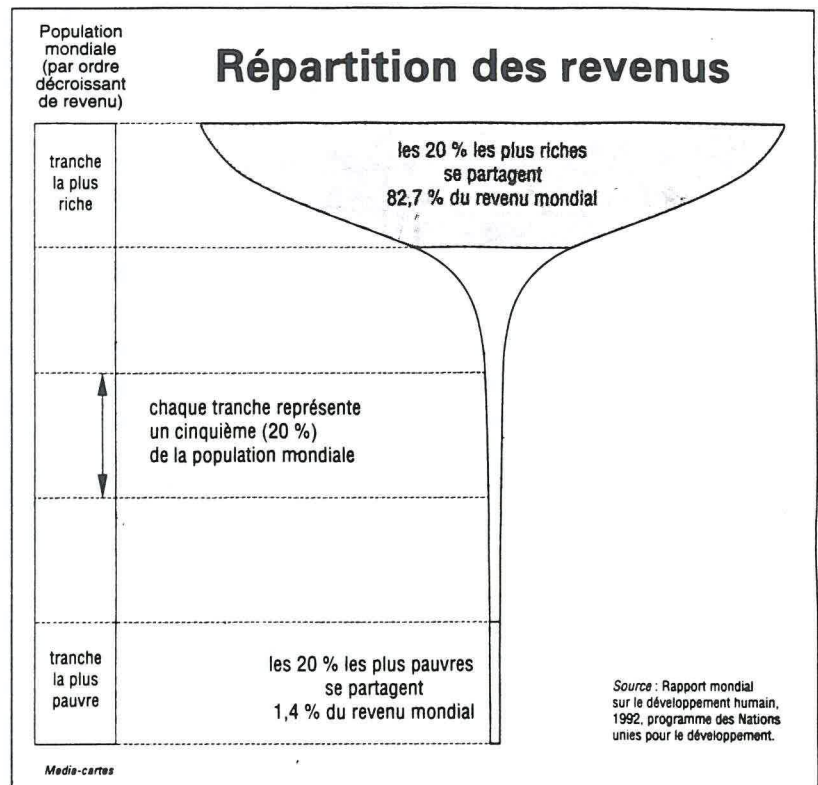 Population
mondiale
(par ordre
décroissant
de revenu)
Répartition des revenus
tranche
la plus
riche
les 20 % les plus riches
se partagent
82,7 % du revenu mondial
chaque tranche représente
un cinquième (20 %)
de la population mondiale
tranche
la plus
pauvre
les 20 % les plus pauvres
se partagent
1,4 % du revenu mondial
Source : Rapport mondial
sur le développement humain,
1992, programme des Nations
unies pour le développement.
Media-cartes